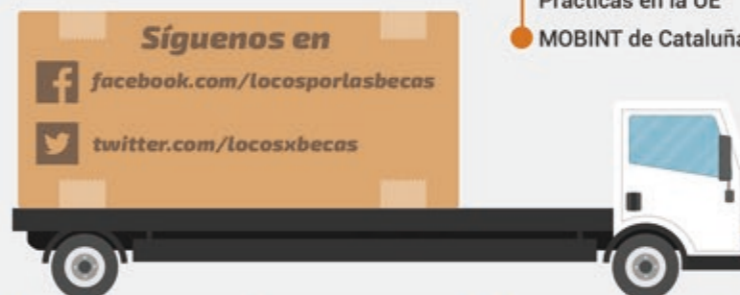 Prácticas en la UE
MOBINT de Cataluña
Síguenos en
facebook.com/locosporlasbecas
twitter.com/locosxbecas